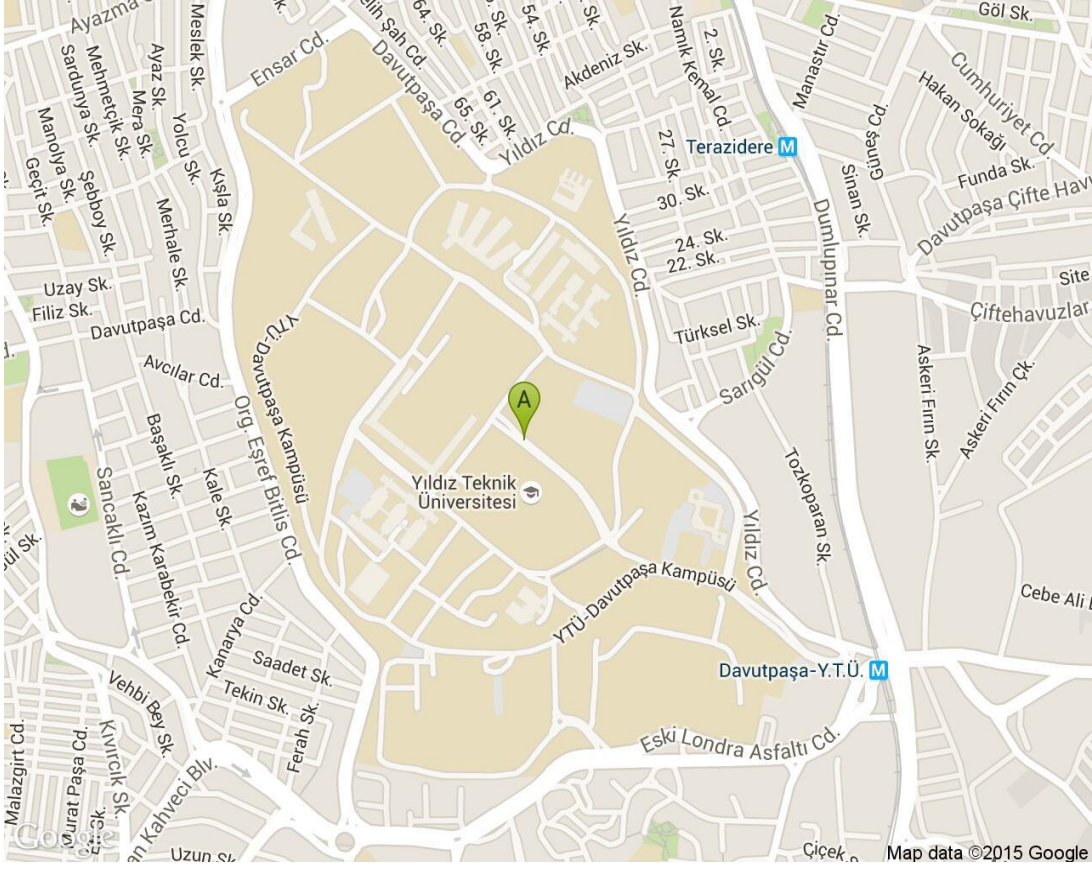 Ayazma
Meslek Sk.
Ensar Cd.
64. Sk.
58. Sk.
54. Sk.
Akdeniz Sk.
Namık Kemal Cd.
2. Sk.
Manastır Cd.
Göl Sk.
Cumhuriyet Cd.
Hakan Sokağı
Funda Sk.
Ayaz Sk.
Mehmetçik Sk.
Sardunya Sk.
Mera Sk.
Manolya Sk.
Yolcu Sk.
Geçit Sk.
Şebboy Sk.
Kışla Sk.
Merhale Sk.
Davutpaşa Cd.
65. Sk.
61. Sk.
Yıldız Cd.
27. Sk.
30. Sk.
24. Sk.
22. Sk.
Terazidere M
Güneş Cd.
Sinan Sk.
Davutpaşa Çifte
Dumlupınar Cd.
Yıldız Cd.
Site
Çiftehavuzlar
Uzay Sk.
Filiz Sk.
Davutpaşa Cd.
Avcılar Cd.
YTÜ-Davutpaşa Kampüsü
Türksel Sk.
Sarıgül Cd.
Askeri Fırın Sk.
Askeri Fırın Çk.
A
Org. Eşref Bitlis Cd.
Başaklı Sk.
Kale Sk.
Sancaklı Cd.
Kazım Karabekir Cd.
Yıldız Teknik
Üniversitesi
Tozkoparan Sk.
Yıldız Cd.
YTÜ-Davutpaşa Kampüsü
Cebe Ali
Kanarya Cd.
Saadet Sk.
Tekin Sk.
Ferah Sk.
Vehbi Bey Sk.
Kıvırcık Sk.
Malazgirt Cd.
Murat Paşa Cd.
Davutpaşa-Y.T.Ü. M
Eski Londra Asfaltı Cd.
Kahveci Blv.
Uzun Sk
Çiçek
Google
Map data ©2015 Google